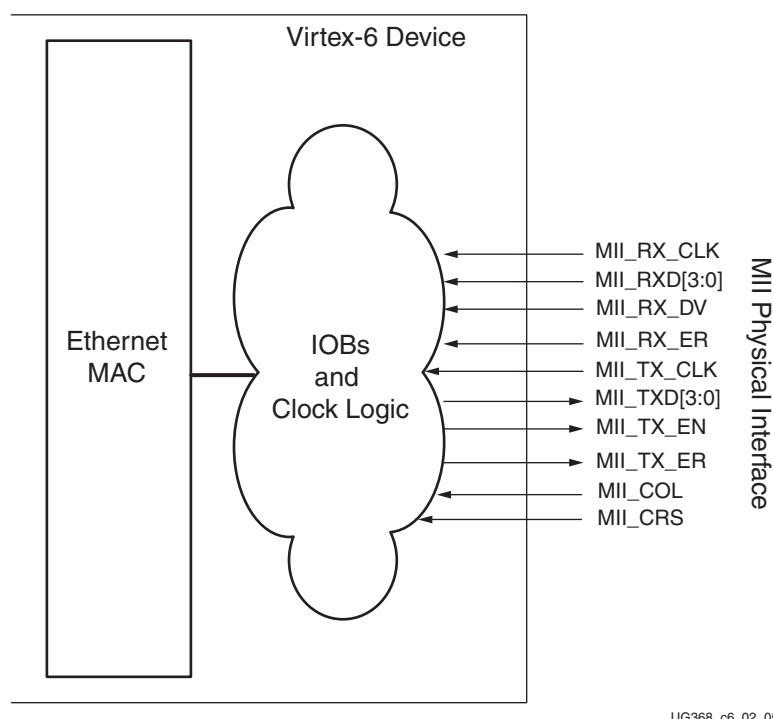 Virtex-6 Device
Ethernet
MAC
IOBs
and
Clock Logic
MII_RX_CLK
MII_RXD[3:0]
MII_RX_DV
MII_RX_ER
MII_TX_CLK
MII_TXD[3:0]
MII_TX_EN
MII_TX_ER
MII_COL
MII_CRS
MII Physical Interface